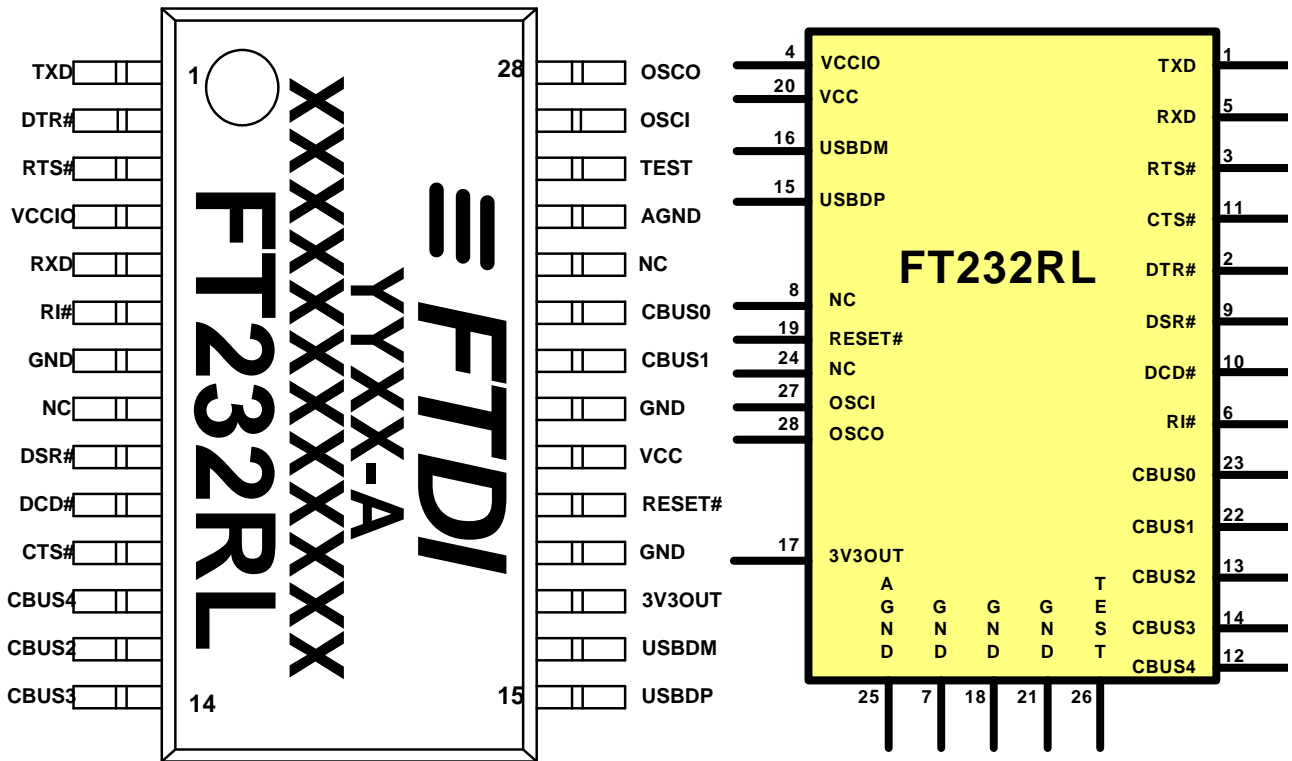 TXD
DTR#
RTS#
VCCIO
RXD
RI#
GND
NC
DSR#
DCD#
CTS#
CBUS4
CBUS2
CBUS3
1
28
14
15
FT232RL
XXXXXXXXXXXX
YYXX-A
FTDI
OSCO
OSCI
TEST
AGND
NC
CBUS0
CBUS1
GND
VCC
RESET#
GND
3V3OUT
USBDM
USBDP
4 VCCIO
20 VCC
16 USBDM
15 USBDP
8 NC
19 RESET#
24 NC
27 OSCI
28 OSCO
17 3V3OUT
FT232RL
TXD 1
RXD 5
RTS# 3
CTS# 11
DTR# 2
DSR# 9
DCD# 10
RI# 6
CBUS0 23
CBUS1 22
CBUS2 13
CBUS3 14
CBUS4 12
AGND
GND
GND
GND
TEST
25
7
18
21
26